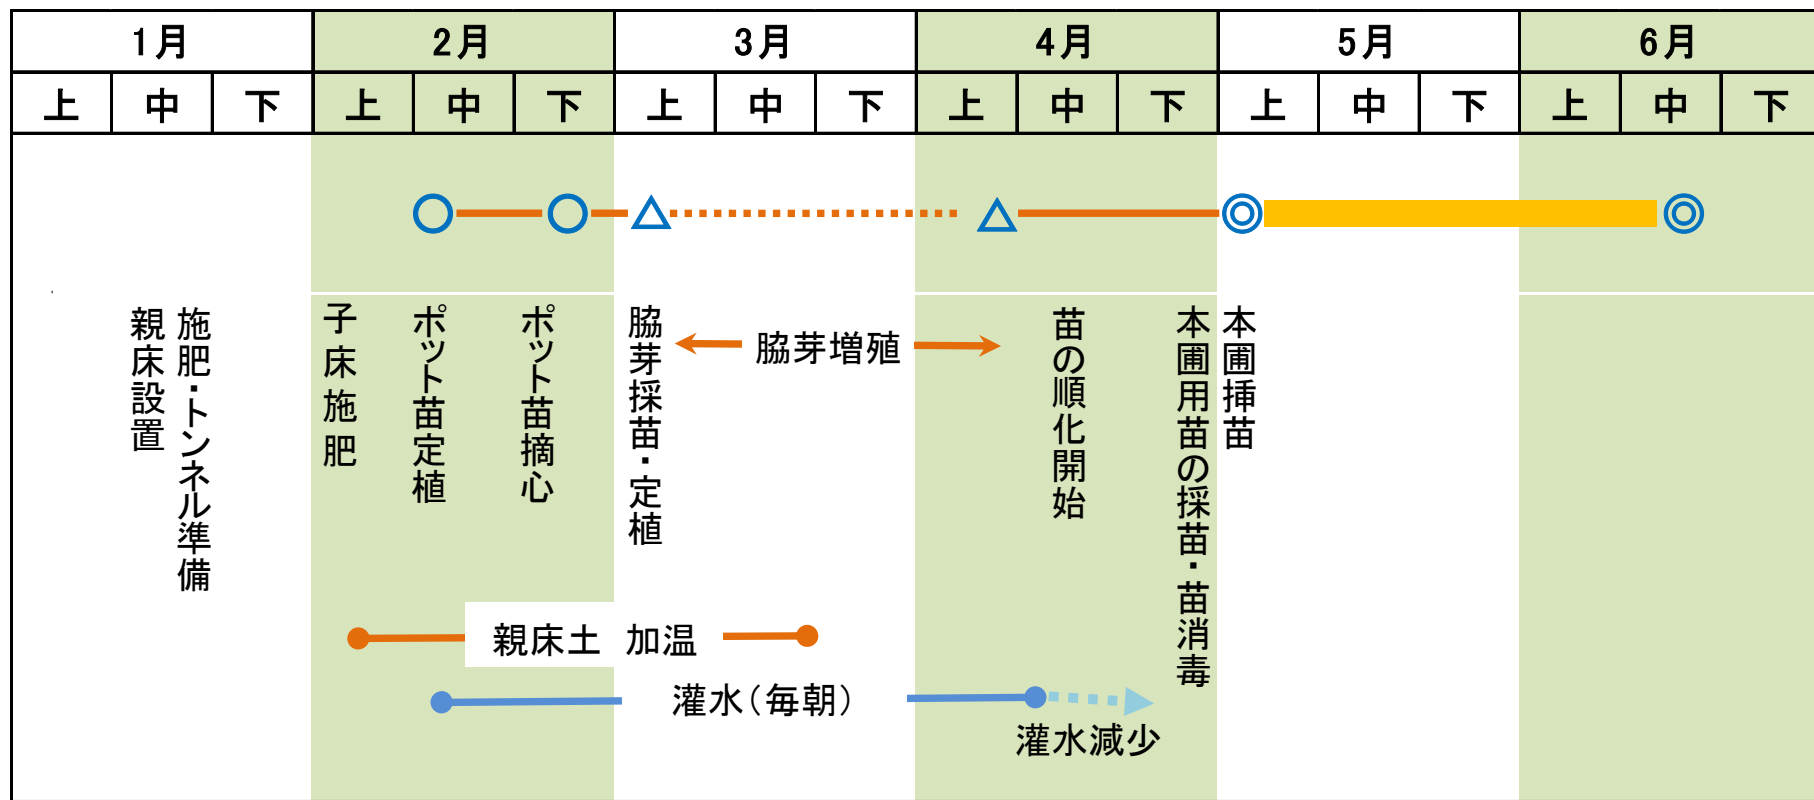 1月 2月 3月 4月 5月 6月
上 中 下 上 中 下 上 中 下 上 中 下 上 中 下 上 中 下
親床設置
施肥・トンネル準備
子床施肥
ポット苗定植
ポット苗摘心
脇芽採苗・定植
脇芽増殖
苗の順化開始
本圃用苗の採苗・苗消毒
本圃挿苗
親床土 加温
灌水(毎朝)
灌水減少